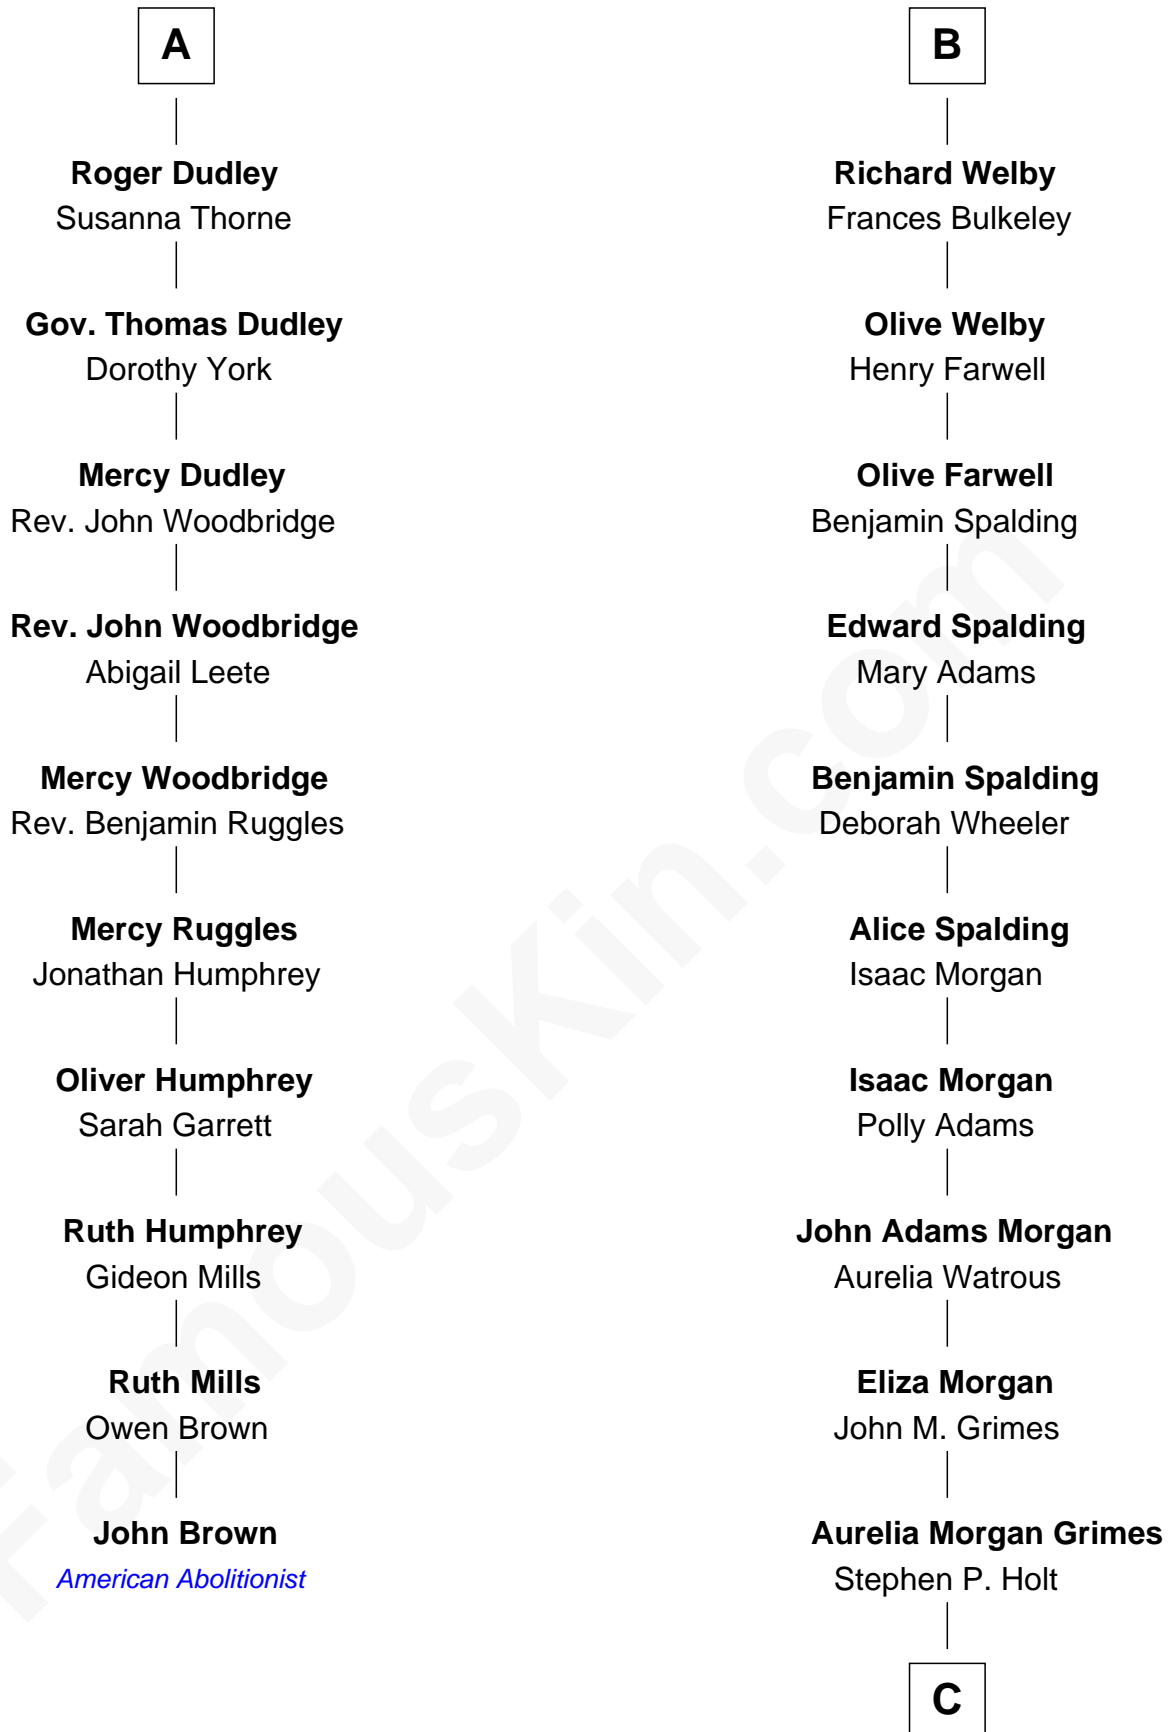 A
Roger Dudley
Susanna Thorne
Gov. Thomas Dudley
Dorothy York
Mercy Dudley
Rev. John Woodbridge
Rev. John Woodbridge
Abigail Leete
Mercy Woodbridge
Rev. Benjamin Ruggles
Mercy Ruggles
Jonathan Humphrey
Oliver Humphrey
Sarah Garrett
Ruth Humphrey
Gideon Mills
Ruth Mills
Owen Brown
John Brown
American Abolitionist
B
Richard Welby
Frances Bulkeley
Olive Welby
Henry Farwell
Olive Farwell
Benjamin Spalding
Edward Spalding
Mary Adams
Benjamin Spalding
Deborah Wheeler
Alice Spalding
Isaac Morgan
Isaac Morgan
Polly Adams
John Adams Morgan
Aurelia Watrous
Eliza Morgan
John M. Grimes
Aurelia Morgan Grimes
Stephen P. Holt
C
FamousKin.com